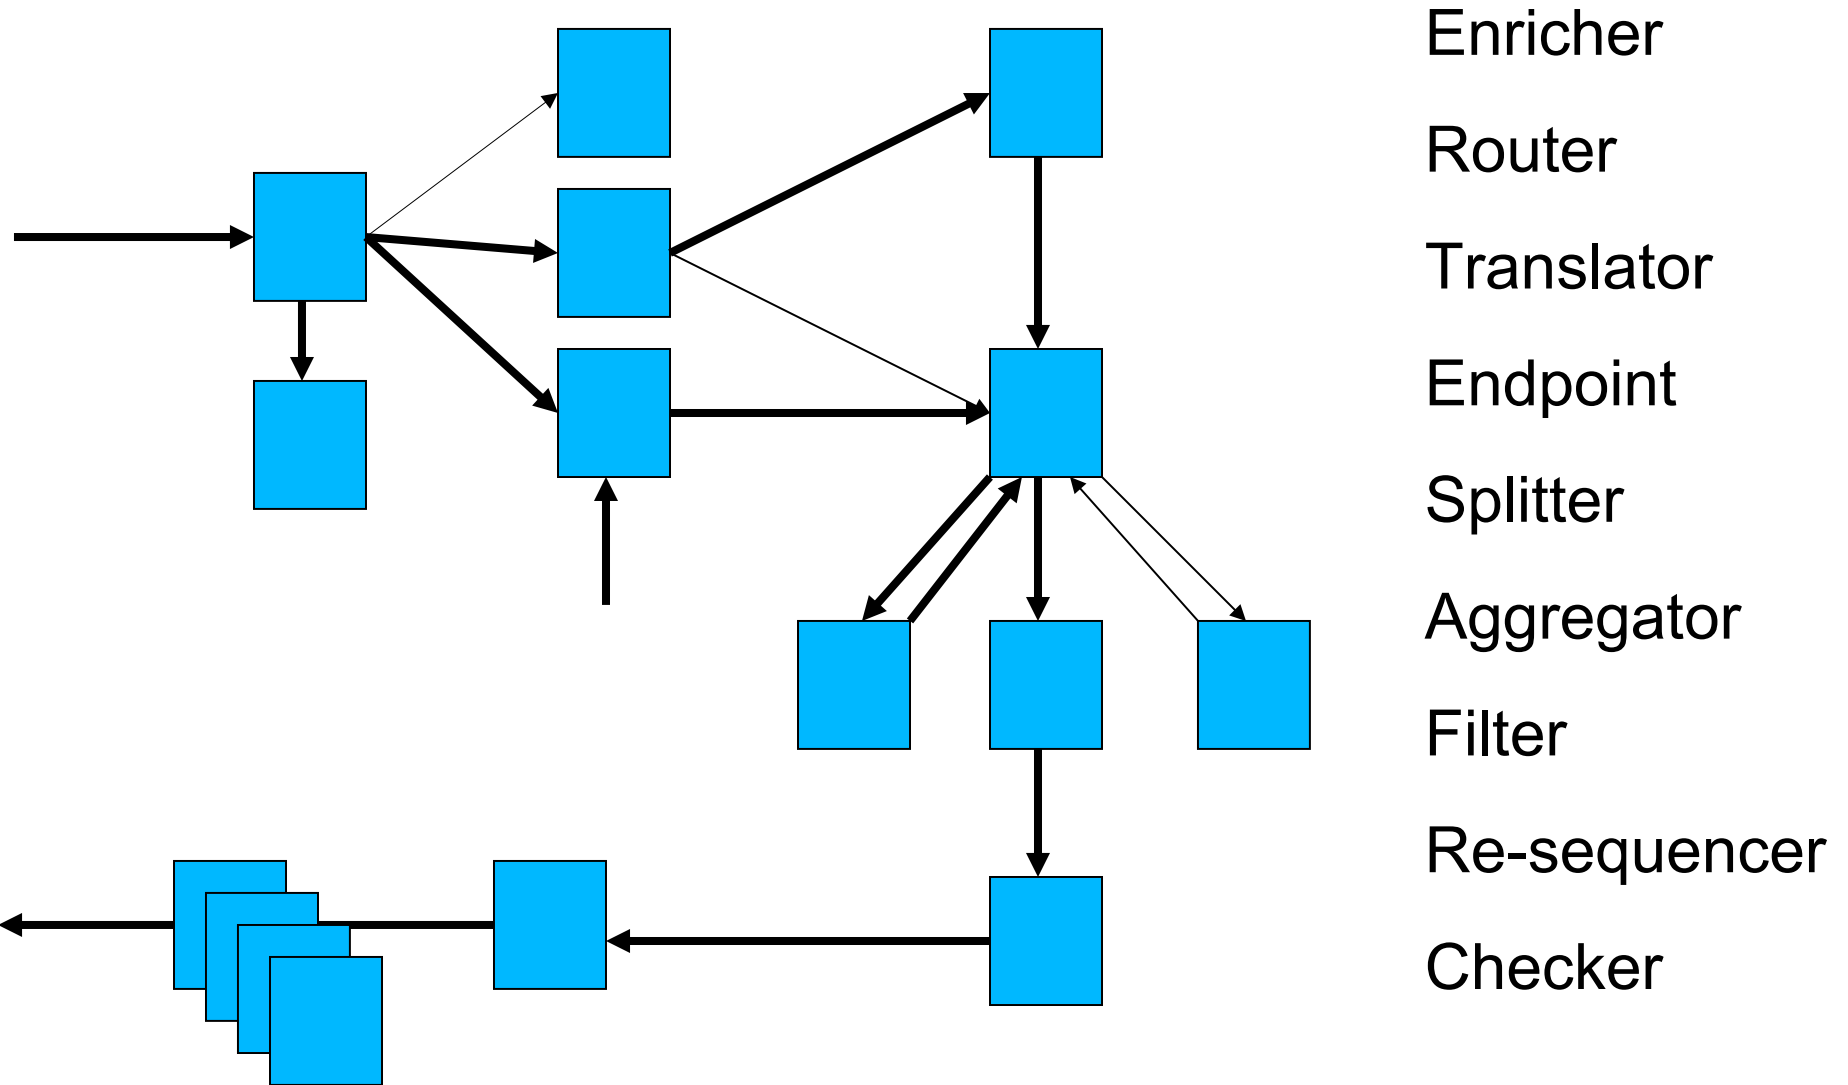 Enricher
Router
Translator
Endpoint
Splitter
Aggregator
Filter
Re-sequencer
Checker